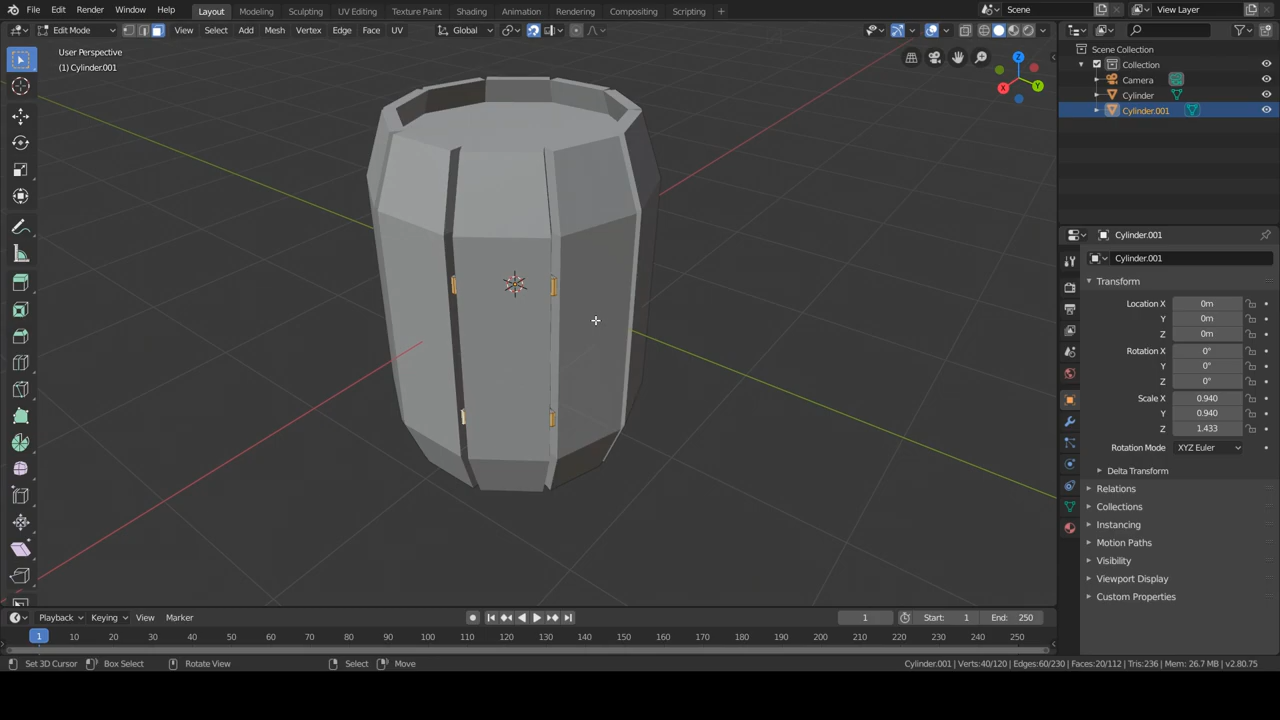 File Edit Render Window Help Layout Modeling Sculpting UV Editing Texture Paint Shading Animation Rendering Compositing Scripting + Scene View Layer
Edit Mode View Select Add Mesh Vertex Edge Face UV Global
User Perspective
(1) Cylinder.001
Z
Y
X
Scene Collection
Collection
Camera
Cylinder
Cylinder.001
Cylinder.001
Cylinder.001
Transform
Location X 0m
Y 0m
Z 0m
Rotation X 0°
Y 0°
Z 0°
Scale X 0.940
Y 0.940
Z 1.433
Rotation Mode XYZ Euler
Delta Transform
Relations
Collections
Instancing
Motion Paths
Visibility
Viewport Display
Custom Properties
Playback Keying View Marker 1 Start: 1 End: 250
1 10 20 30 40 50 60 70 80 90 100 110 120 130 140 150 160 170 180 190 200 210 220 230 240 250
Set 3D Cursor Box Select Rotate View Select Move Cylinder.001 | Verts:40/120 | Edges:60/230 | Faces:20/112 | Tris:236 | Mem: 26.7 MB | v2.80.75